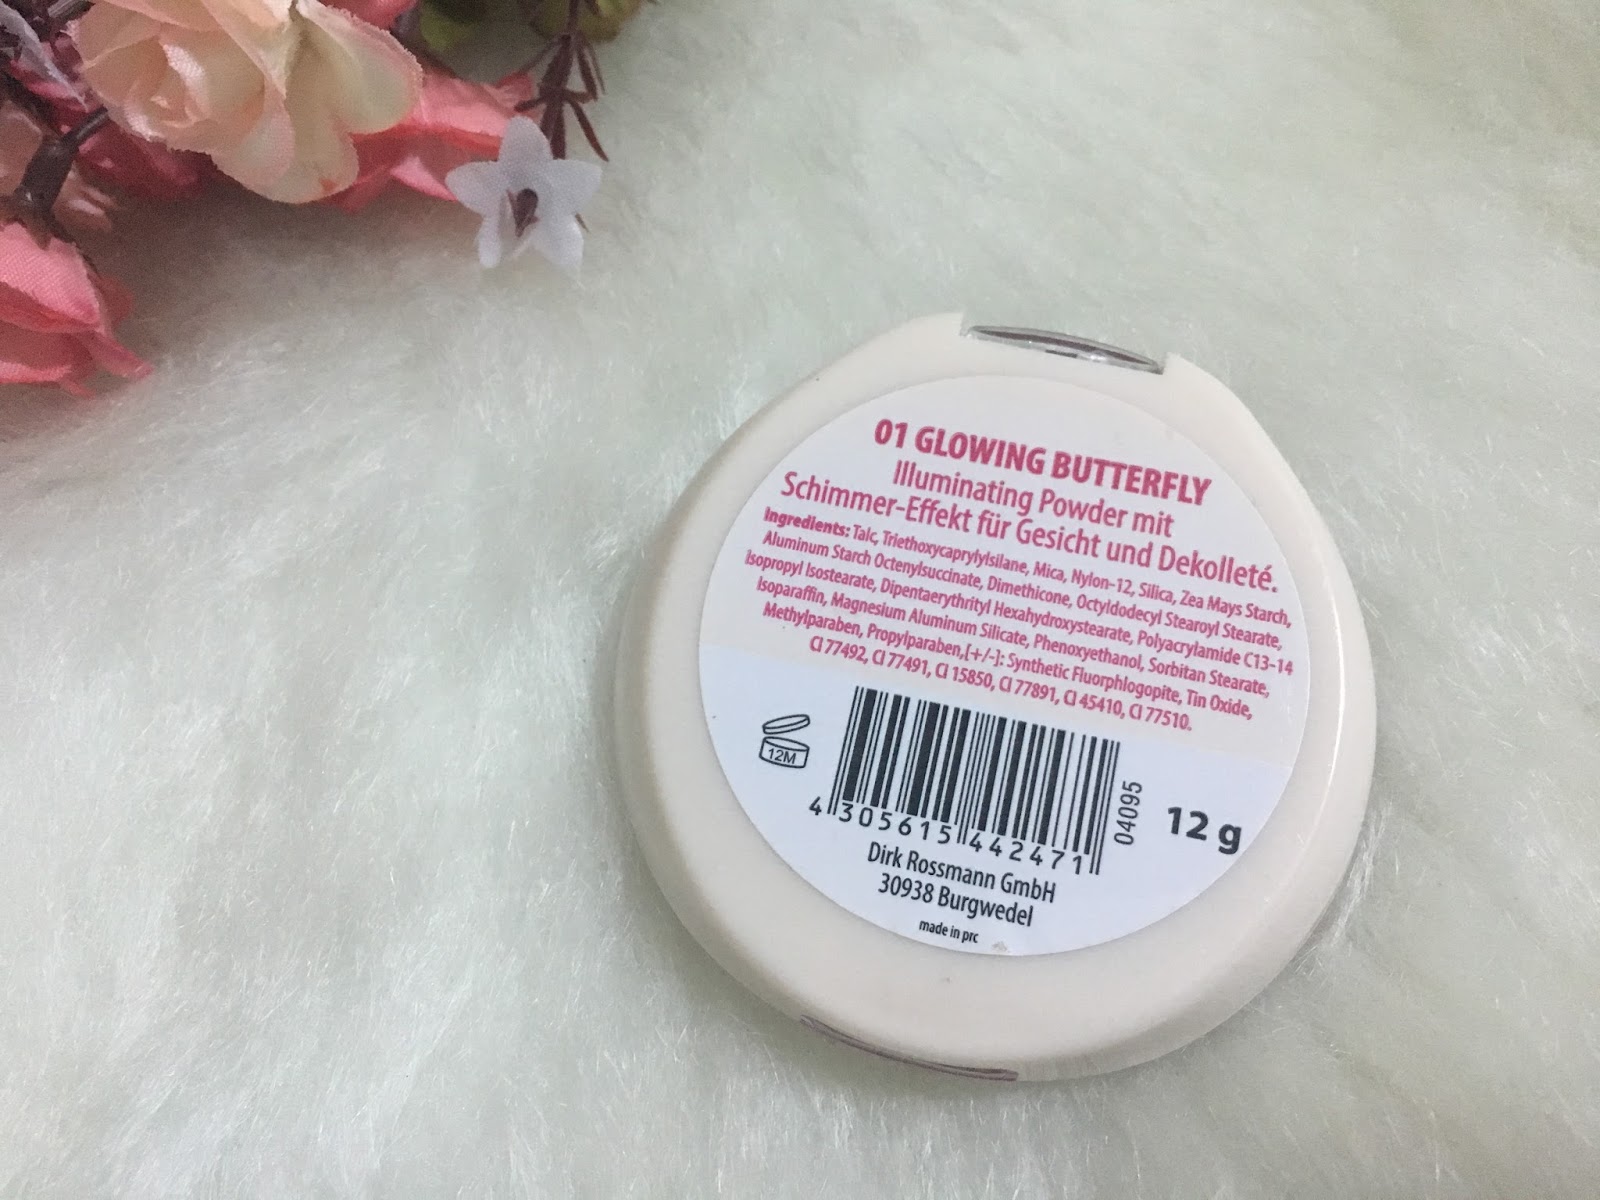 01 GLOWING BUTTERFLY
Illuminating Powder mit
Schimmer-Effekt für Gesicht und Dekolleté.
Ingredients: Talc, Triethoxycaprylylsilane, Mica, Nylon-12, Silica, Zea Mays Starch,
Aluminum Starch Octenylsuccinate, Dimethicone, Octyldodecyl Stearoyl Stearate,
Isopropyl Isostearate, Dipentaerythrityl Hexahydroxystearate, Polyacrylamide C13-14
Isoparaffin, Magnesium Aluminum Silicate, Phenoxyethanol, Sorbitan Stearate,
Methylparaben, Propylparaben,[+/-]: Synthetic Fluorphlogopite, Tin Oxide,
CI 77492, CI 77491, CI 15850, CI 77891, CI 45410, CI 77510.
12M
4 305615 442471
04095
12 g
Dirk Rossmann GmbH
30938 Burgwedel
made in prc